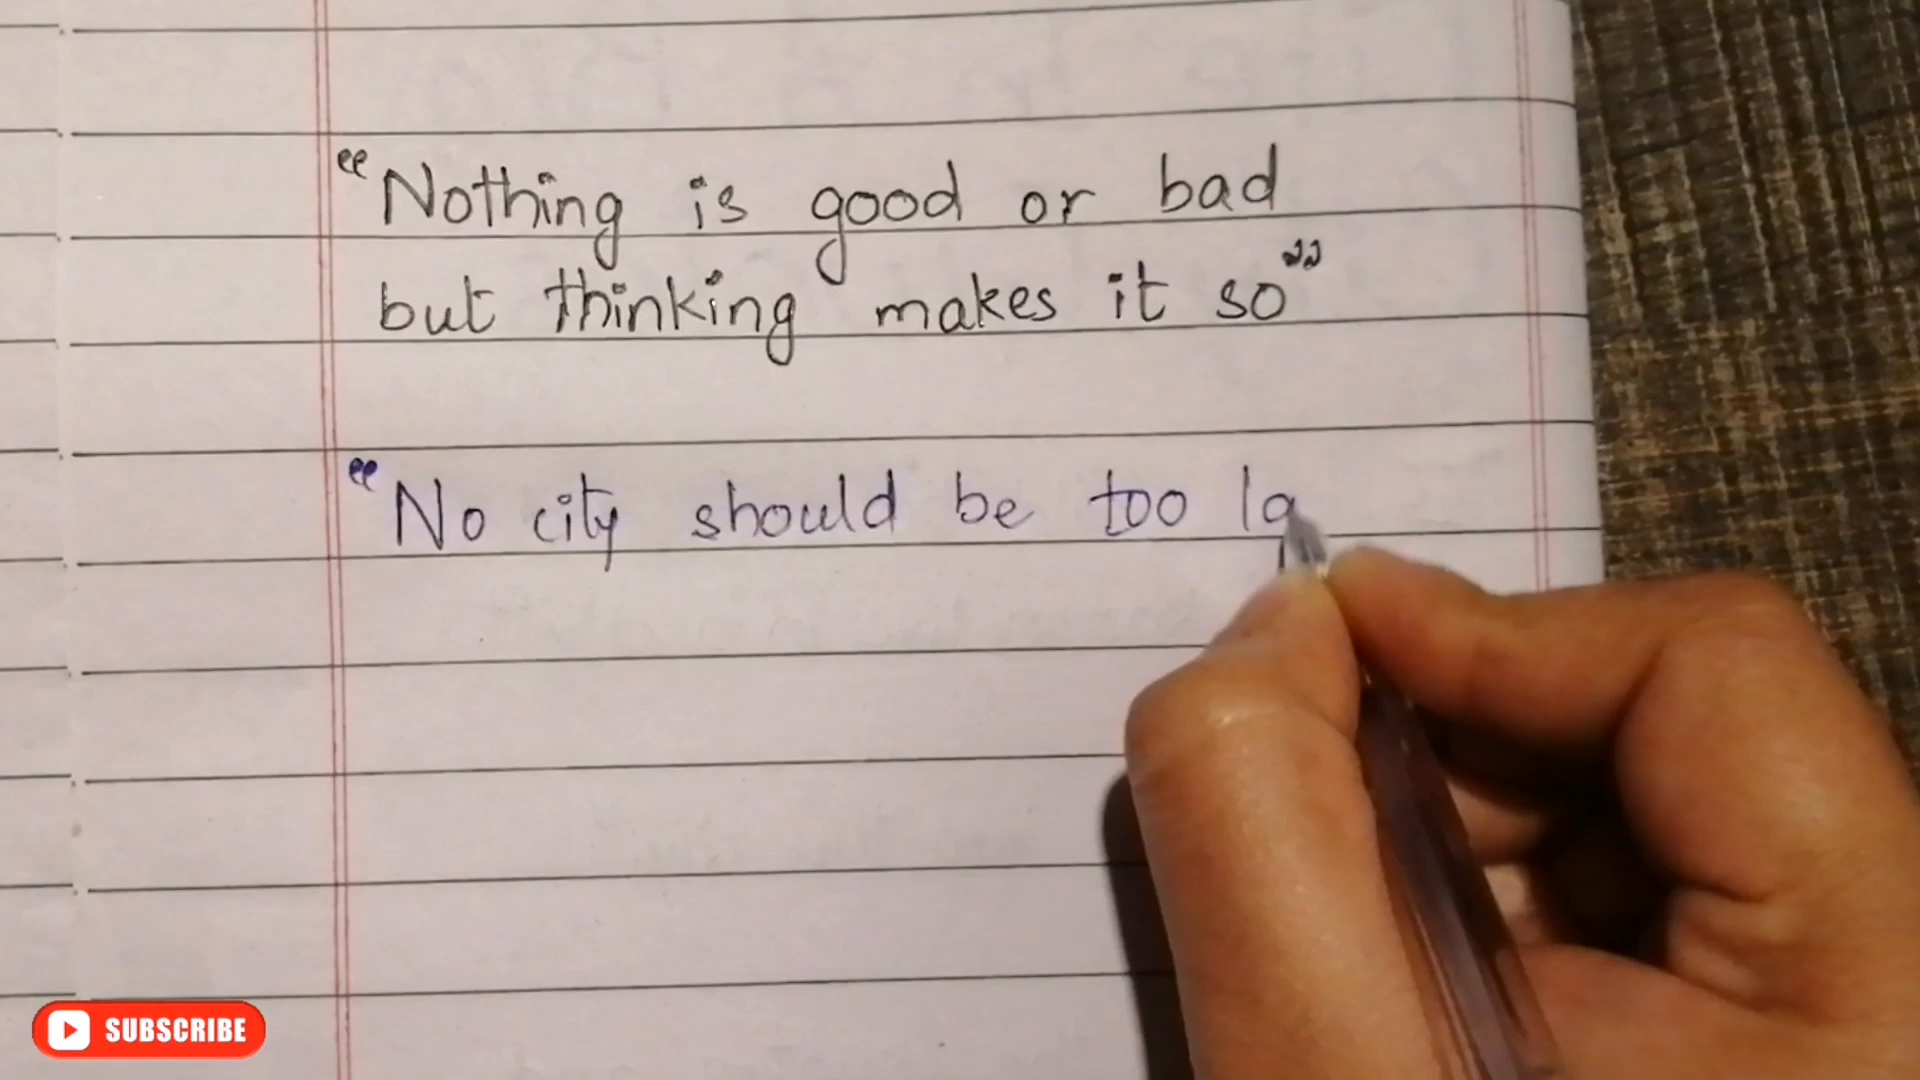 “Nothing is good or bad
but thinking makes it so”
“No city should be too la
SUBSCRIBE